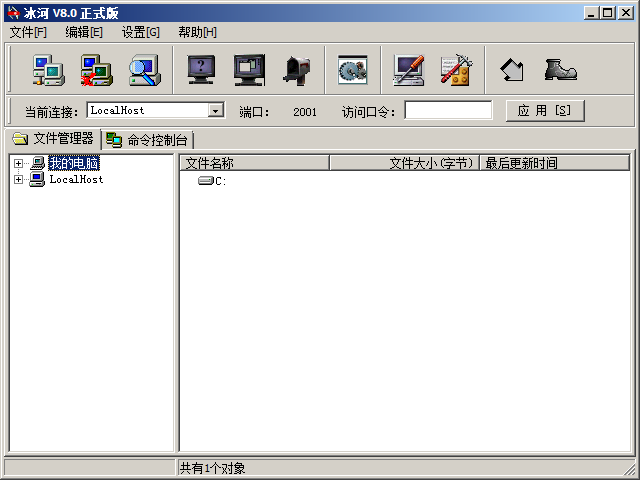 冰河 V8.0 正式版
文件[F] 编辑[E] 设置[G] 帮助[H]
?
当前连接: LocalHost 端口: 2001 访问口令: 应 用 [S]
文件管理器 命令控制台
我的电脑
LocalHost
文件名称 文件大小(字节) 最后更新时间
C:
共有1个对象